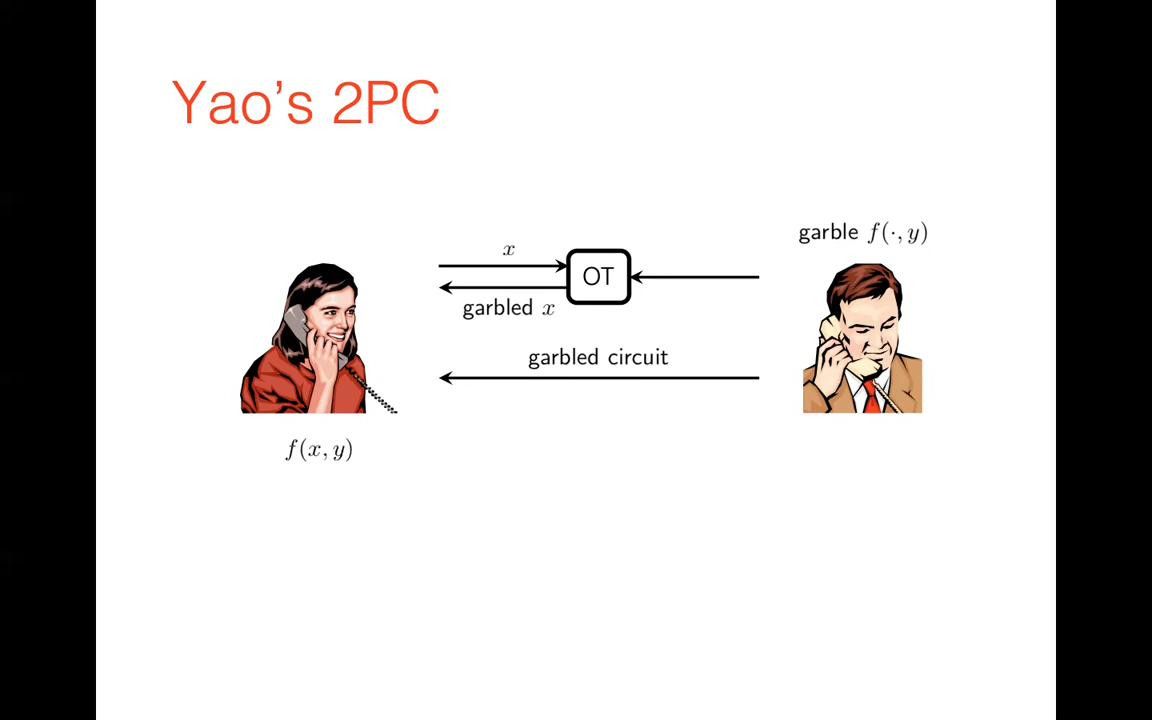 Yao's 2PC
garble f(·, y)
x
OT
garbled x
garbled circuit
f(x, y)